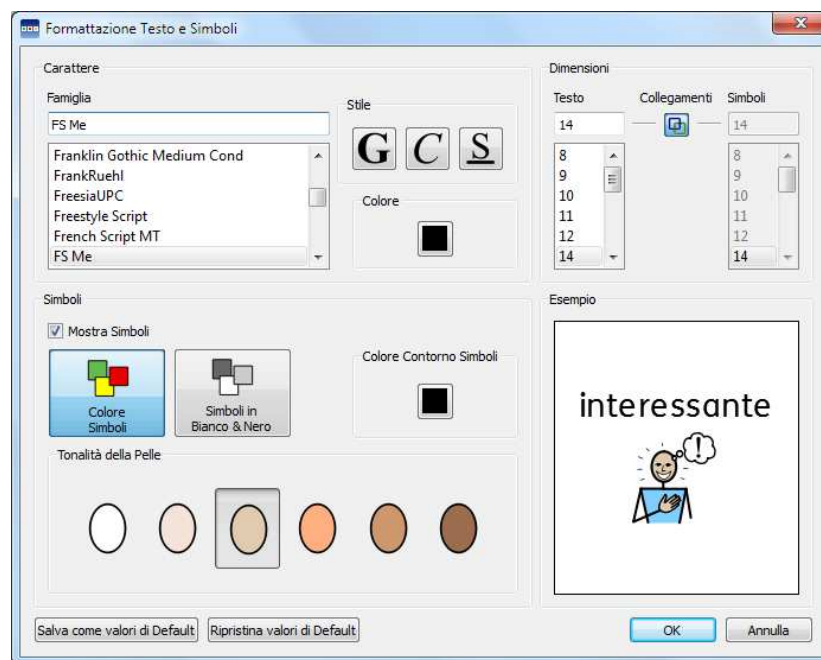 Formattazione Testo e Simboli
Carattere
Famiglia
FS Me
Franklin Gothic Medium Cond
FrankRuehl
FreesiaUPC
Freestyle Script
French Script MT
FS Me
Stile
G C S
Colore
Dimensioni
Testo Collegamenti Simboli
14 14
8 8
9 9
10 10
11 11
12 12
14 14
Simboli
Mostra Simboli
Colore
Simboli
Simboli in
Bianco & Nero
Colore Contorno Simboli
Tonalità della Pelle
Esempio
interessante
!
Salva come valori di Default Ripristina valori di Default OK Annulla